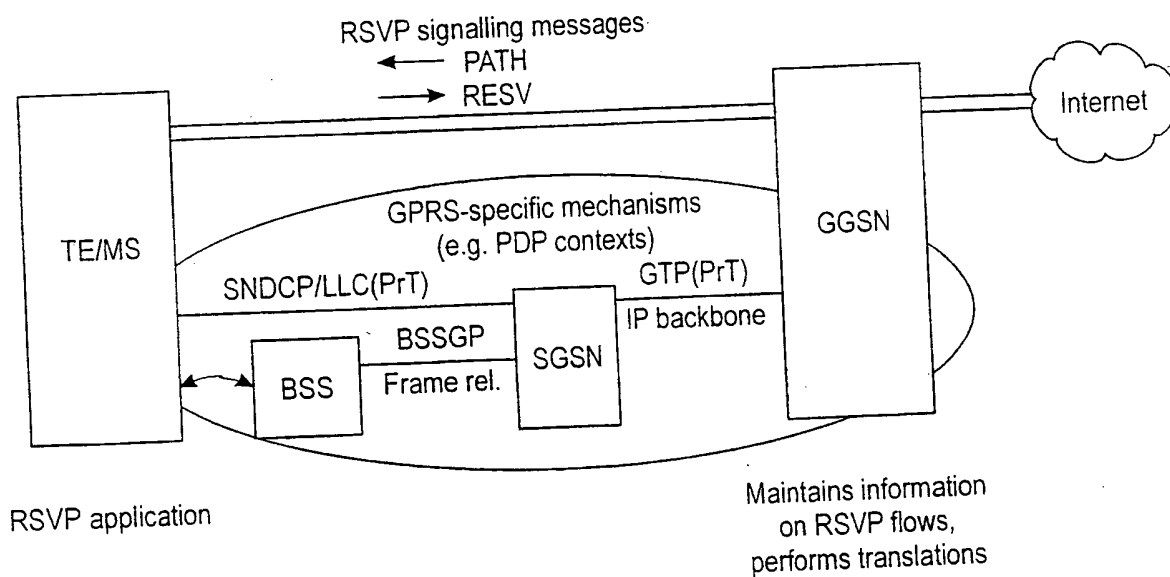 RSVP signalling messages
PATH
RESV
Internet
TE/MS
GGSN
GPRS-specific mechanisms
(e.g. PDP contexts)
SNDCP/LLC(PrT)
GTP(PrT)
IP backbone
BSSGP
SGSN
BSS
Frame rel.
RSVP application
Maintains information
on RSVP flows,
performs translations